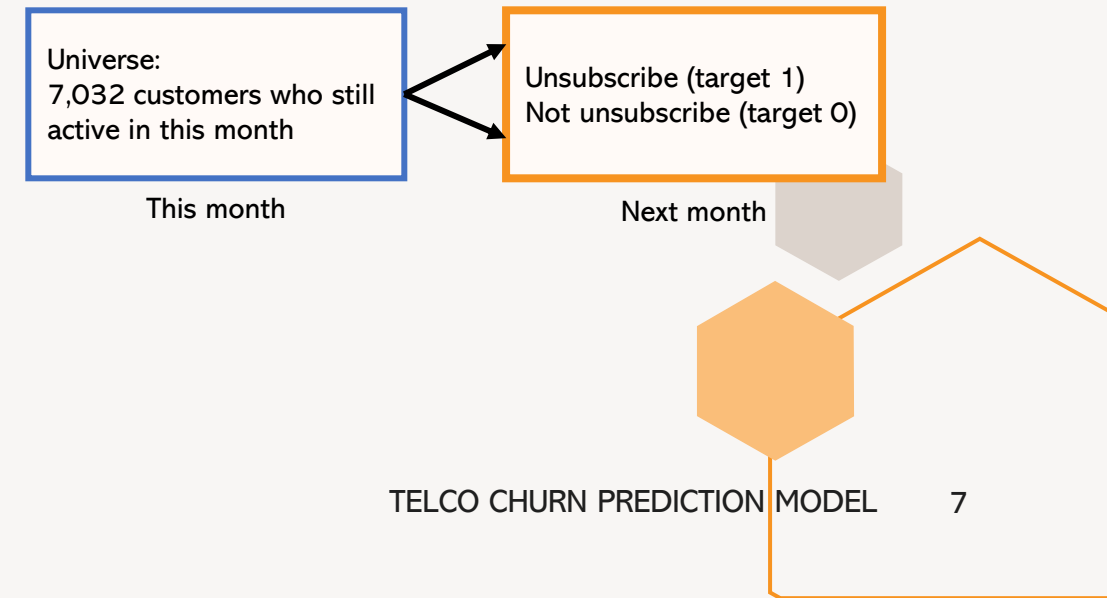 Universe:
7,032 customers who still
active in this month
Unsubscribe (target 1)
Not unsubscribe (target 0)
This month
Next month
TELCO CHURN PREDICTION MODEL 7